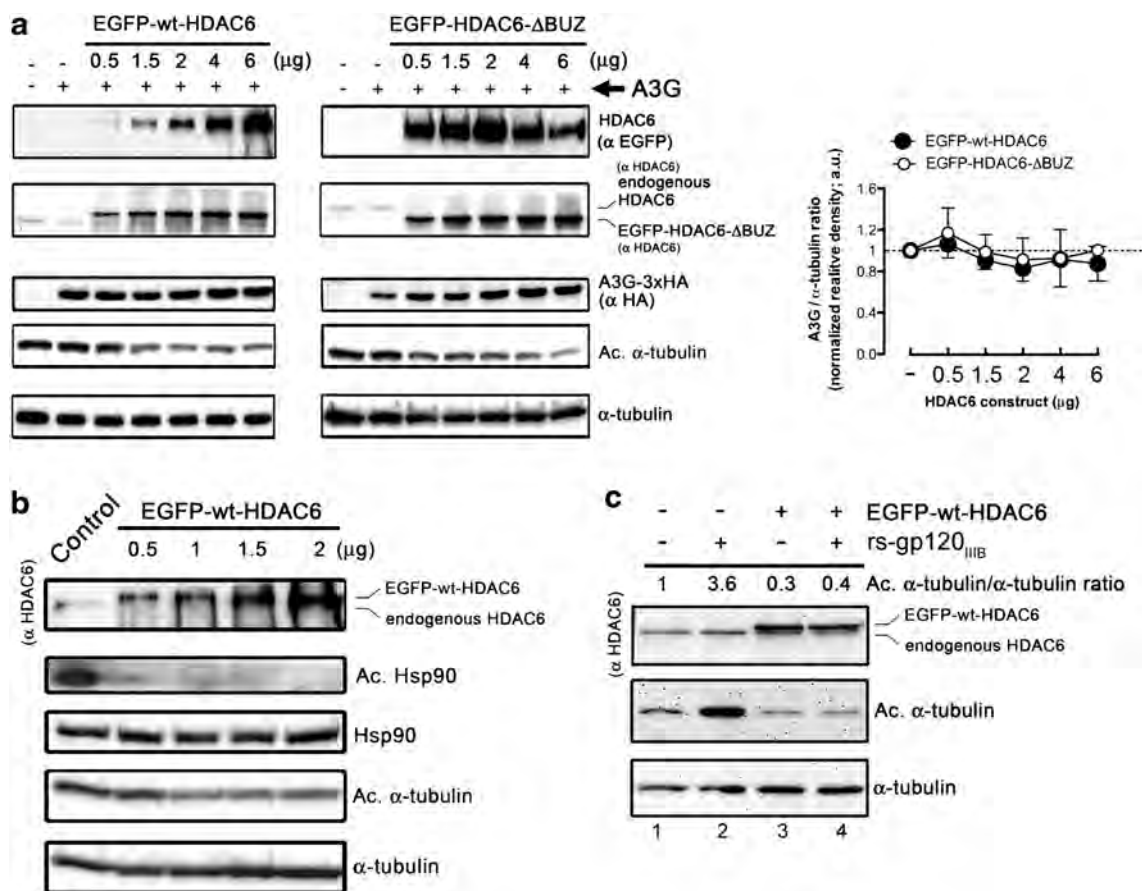 a
EGFP-wt-HDAC6
EGFP-HDAC6-ΔBUZ
- - 0.5 1.5 2 4 6 (μg)
- - 0.5 1.5 2 4 6 (μg)
- + + + + + +
- + + + + + +
A3G
HDAC6
(α EGFP)
(α HDAC6)
endogenous
HDAC6
EGFP-HDAC6-ΔBUZ
(α HDAC6)
A3G-3xHA
(α HA)
Ac. α-tubulin
α-tubulin
EGFP-wt-HDAC6
EGFP-HDAC6-ΔBUZ
A3G / α-tubulin ratio
(normalized realtive density; a.u.)
1.6
1.2
1
0.8
0.4
0
- 0.5 1.5 2 4 6
HDAC6 construct (μg)
b
Control
EGFP-wt-HDAC6
0.5 1 1.5 2 (μg)
(α HDAC6)
EGFP-wt-HDAC6
endogenous HDAC6
Ac. Hsp90
Hsp90
Ac. α-tubulin
α-tubulin
c
- - + + EGFP-wt-HDAC6
- + - + rs-gp120IIIB
1 3.6 0.3 0.4 Ac. α-tubulin/α-tubulin ratio
(α HDAC6)
EGFP-wt-HDAC6
endogenous HDAC6
Ac. α-tubulin
α-tubulin
1 2 3 4